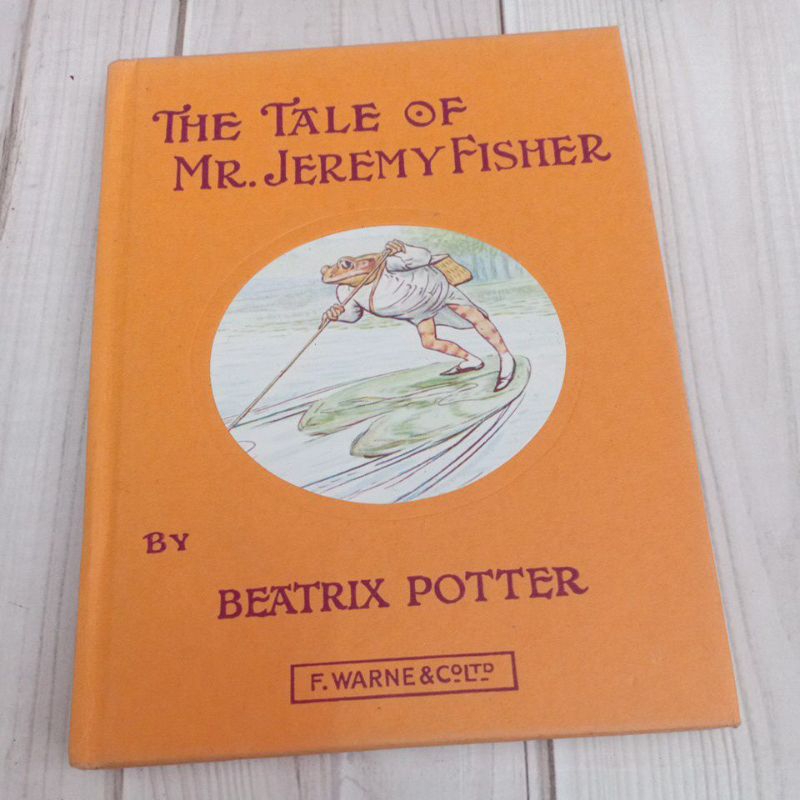 THE TALE OF
MR. JEREMY FISHER
BY
BEATRIX POTTER
F. WARNE & CO LTD